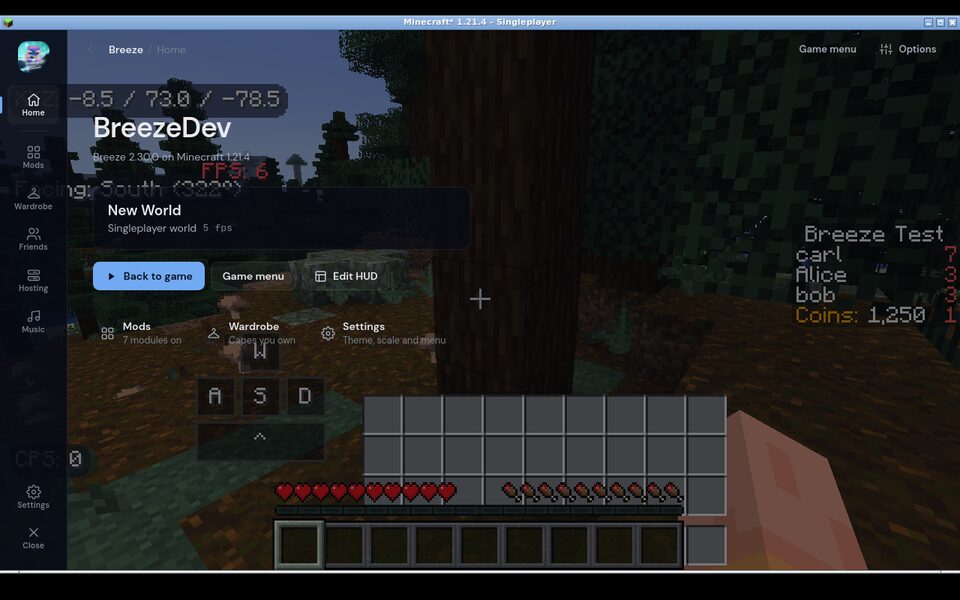 Minecraft* 1.21.4 - Singleplayer
Breeze / Home
Game menu
Options
Home
-8.5 / 73.0 / -78.5
BreezeDev
Breeze 2.30.0 on Minecraft 1.21.4
FPS: 6
Mods
Facing: South (322°)
Wardrobe
New World
Singleplayer world 5 fps
Friends
Breeze Test
carl 7
Alice 3
bob 3
Coins: 1,250 1
Back to game
Game menu
Edit HUD
Hosting
Music
Mods
7 modules on
Wardrobe
Capes you own
Settings
Theme, scale and menu
W
A S D
^
CPS: 0
Settings
Close